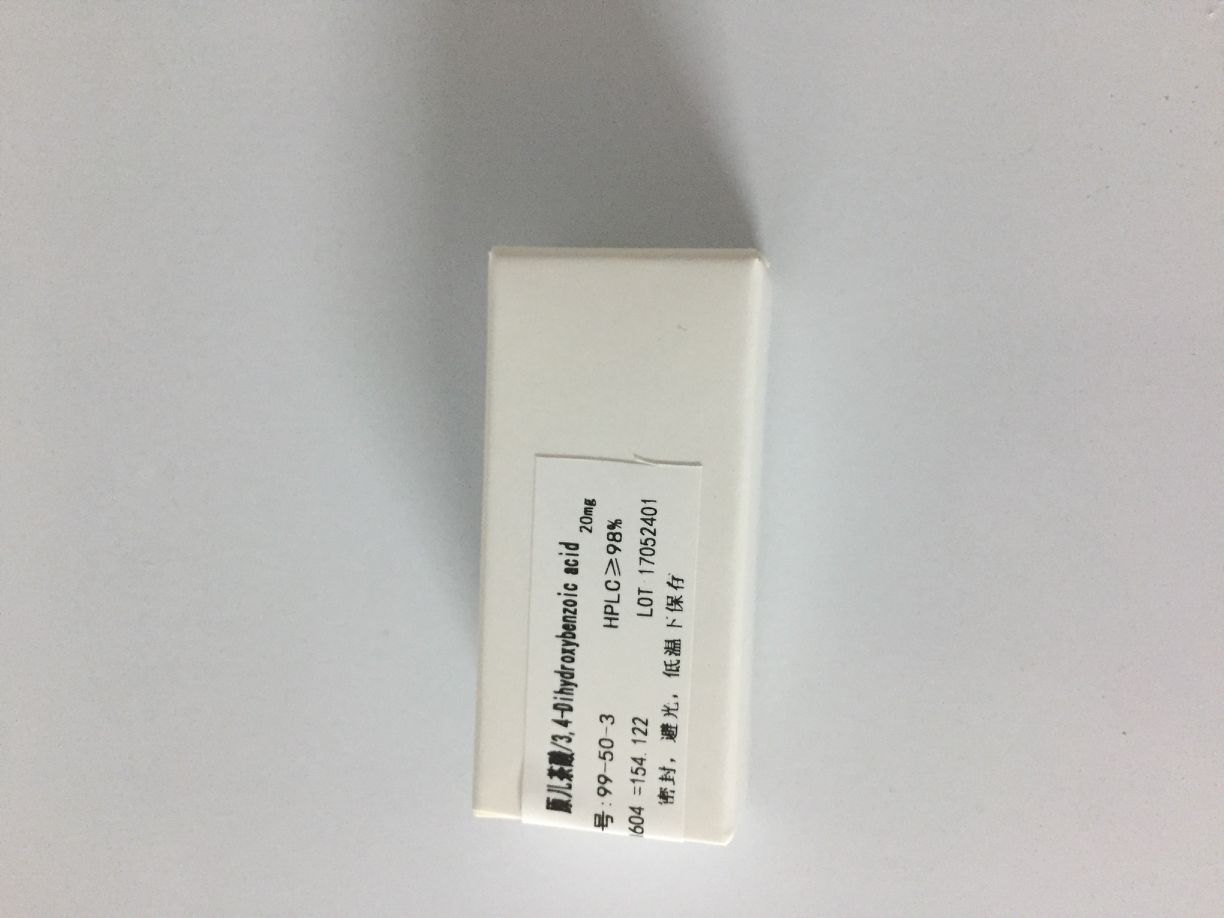 原儿茶酸/3,4-Dihydroxybenzoic acid 20mg
号:99-50-3 HPLC≥98%
604 =154.122 LOT:17052401
密封，避光，低温下保存